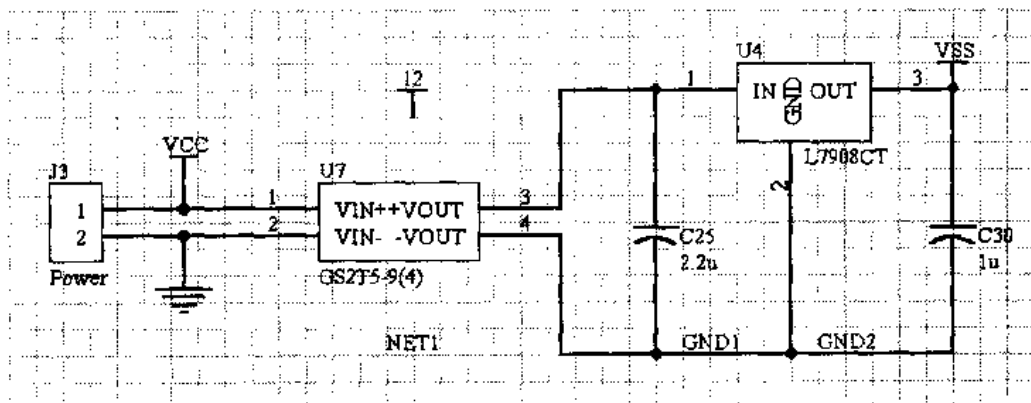 12
U4
VSS
1
IN GND OUT
3
L7908CT
VCC
J3
U7
1
1
VIN+ +VOUT
3
2
2
VIN- -VOUT
4
2
Power
GS2T5-9(4)
C25
2.2u
C30
1u
NET1
GND1
GND2